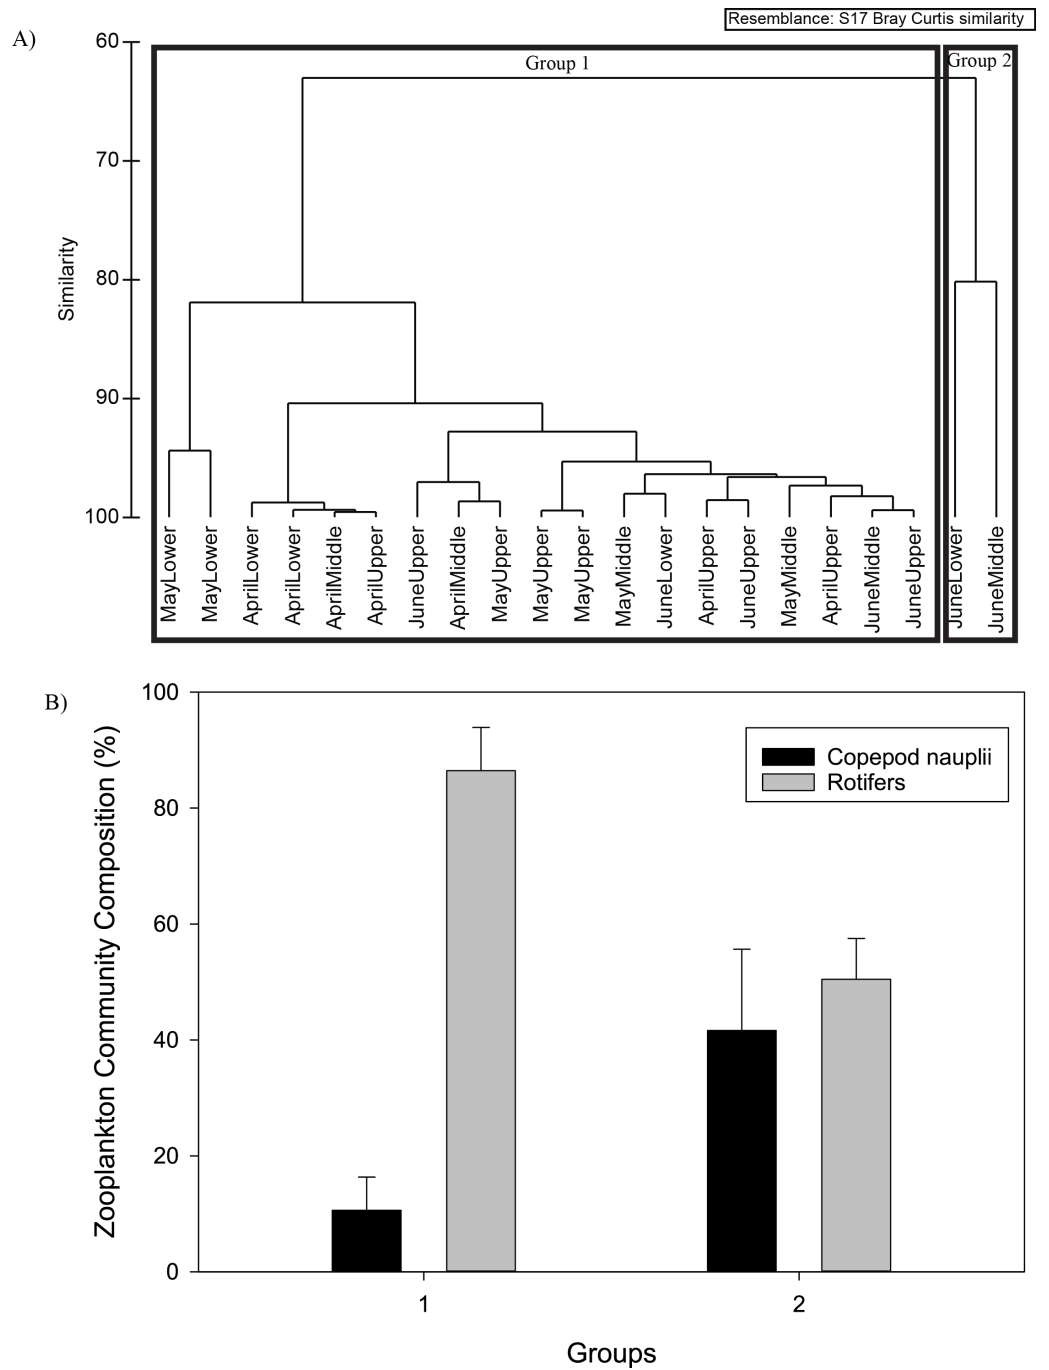 Resemblance: S17 Bray Curtis similarity
A)
60
Group 1
Group 2
70
80
Similarity
90
100
MayLower
MayLower
AprilLower
AprilLower
AprilMiddle
AprilUpper
JuneUpper
AprilMiddle
MayUpper
MayUpper
MayUpper
MayMiddle
JuneLower
AprilUpper
JuneUpper
MayMiddle
AprilUpper
JuneMiddle
JuneUpper
JuneLower
JuneMiddle
B)
100
Zooplankton Community Composition (%)
Copepod nauplii
Rotifers
80
60
40
20
0
1
2
Groups